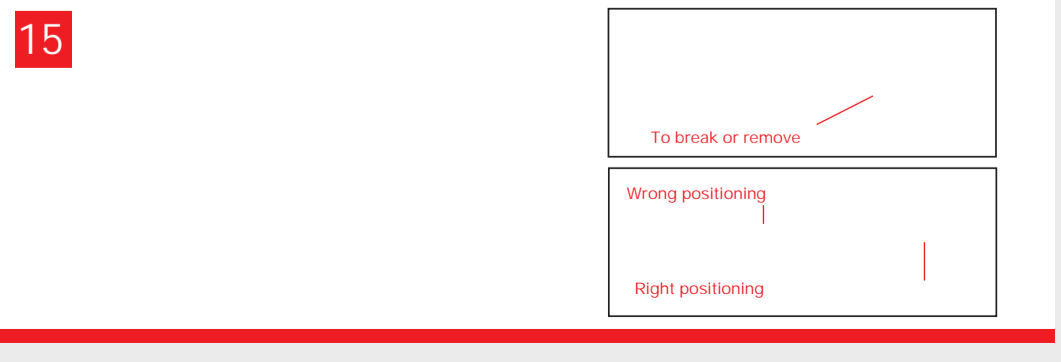 15
To break or remove
Wrong positioning
Right positioning